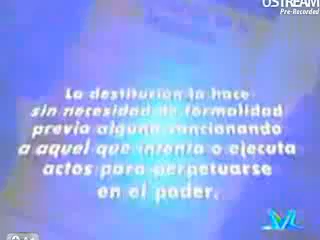 USTREAM
Pre-Recorded
La destitución la hace
sin necesidad de formalidad
previa alguna sancionando
a aquel que intenta o ejecuta
actos para perpetuarse
en el poder.